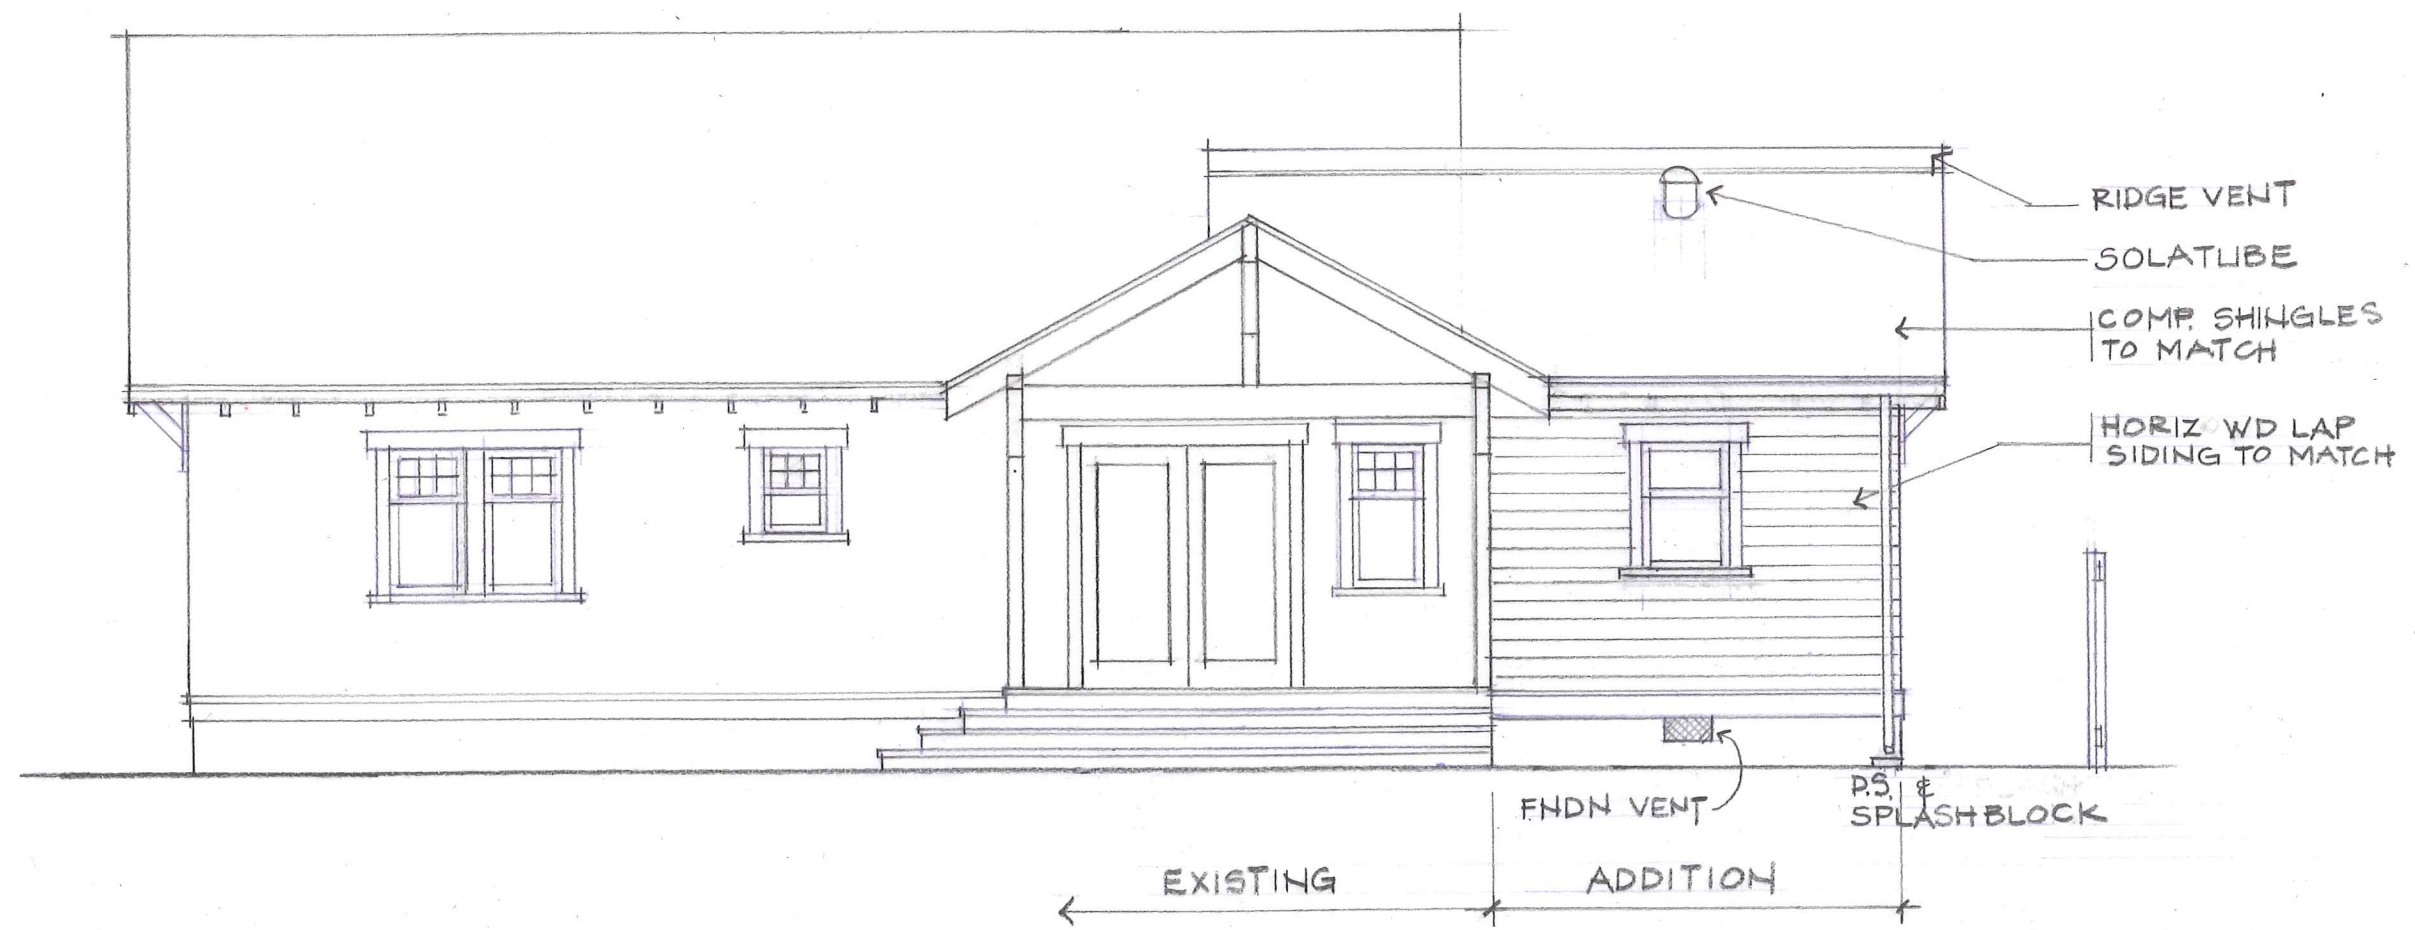 RIDGE VENT
SOLATUBE
COMP. SHINGLES
TO MATCH
HORIZ WD LAP
SIDING TO MATCH
FNDN VENT
D.S. &
SPLASHBLOCK
EXISTING
ADDITION